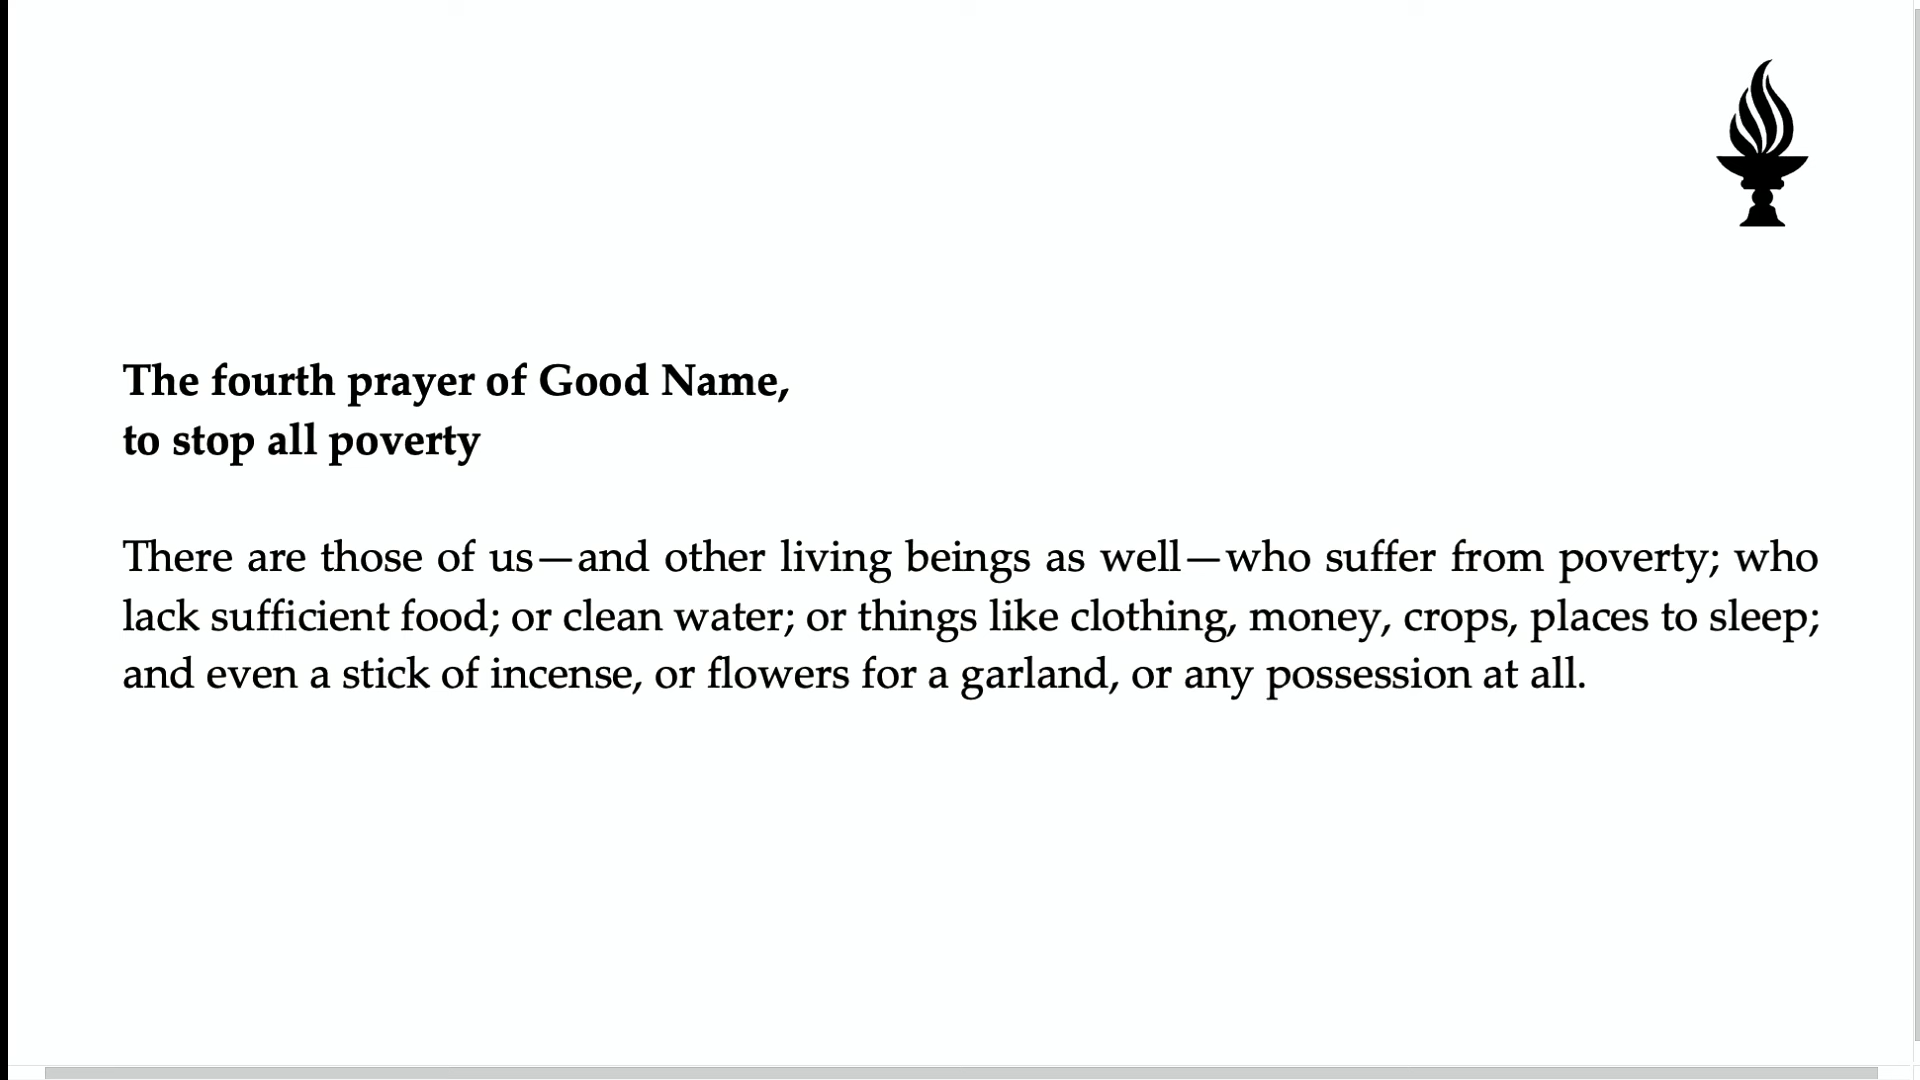 The fourth prayer of Good Name,
to stop all poverty
There are those of us—and other living beings as well—who suffer from poverty; who
lack sufficient food; or clean water; or things like clothing, money, crops, places to sleep;
and even a stick of incense, or flowers for a garland, or any possession at all.